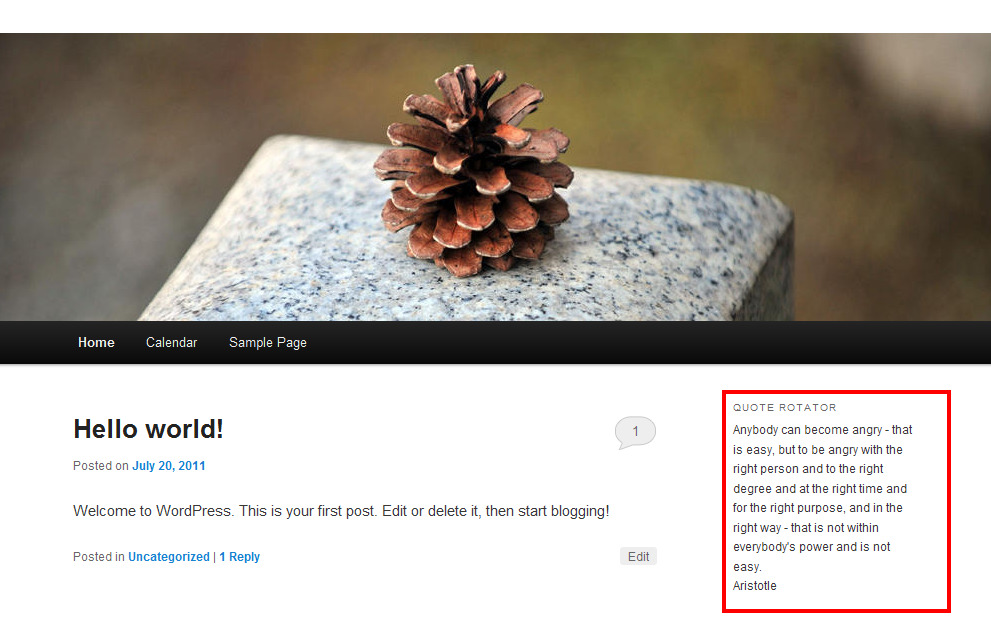 Home Calendar Sample Page
Hello world!
1
Posted on July 20, 2011
Welcome to WordPress. This is your first post. Edit or delete it, then start blogging!
Posted in Uncategorized | 1 Reply
Edit
QUOTE ROTATOR
Anybody can become angry - that
is easy, but to be angry with the
right person and to the right
degree and at the right time and
for the right purpose, and in the
right way - that is not within
everybody's power and is not
easy.
Aristotle